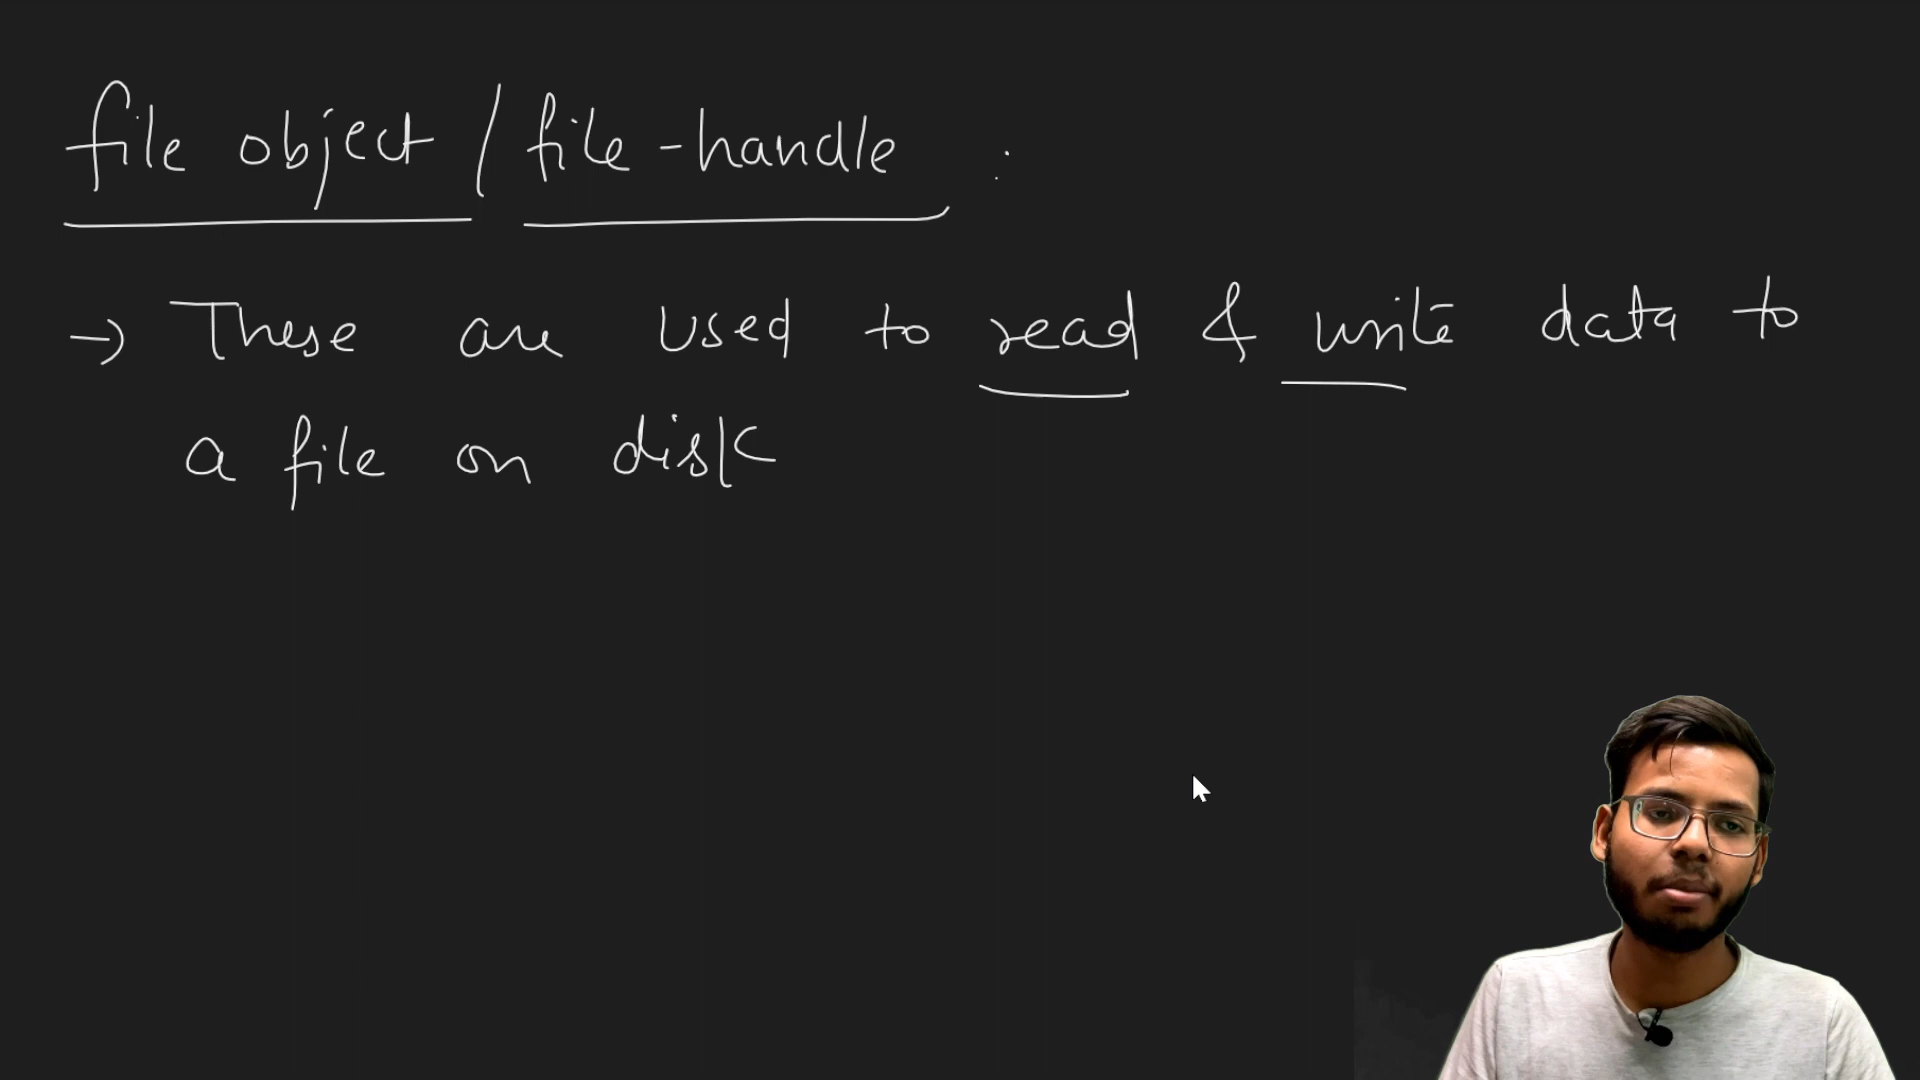 file object / file-handle :
→ These are used to read & write data to
a file on disk